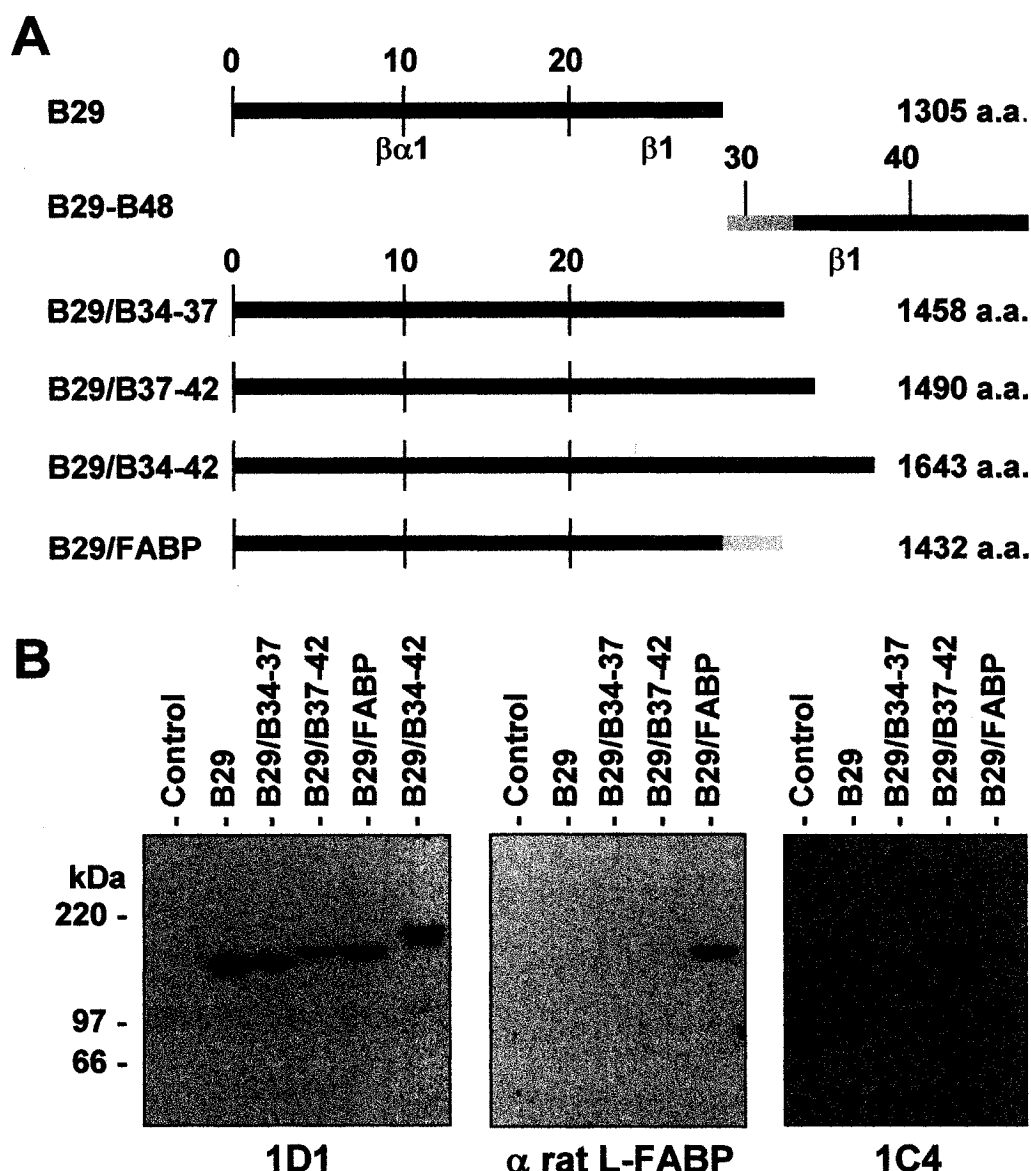 A
0 10 20
B29 1305 a.a.
βα1 β1
30 40
B29-B48
β1
0 10 20
B29/B34-37 1458 a.a.
B29/B37-42 1490 a.a.
B29/B34-42 1643 a.a.
B29/FABP 1432 a.a.
B
- Control
- B29
- B29/B34-37
- B29/B37-42
- B29/FABP
- B29/B34-42
- Control
- B29
- B29/B34-37
- B29/B37-42
- B29/FABP
- Control
- B29
- B29/B34-37
- B29/B37-42
- B29/FABP
kDa
220 -
97 -
66 -
1D1
α rat L-FABP
1C4